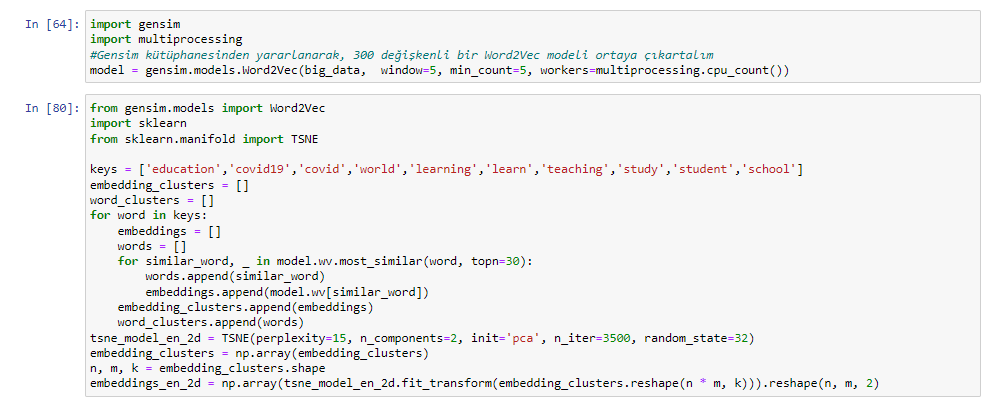 In [64]: import gensim
import multiprocessing
#Gensim kütüphanesinden yararlanarak, 300 değişkenli bir Word2Vec modeli ortaya çıkartalım
model = gensim.models.Word2Vec(big_data,  window=5, min_count=5, workers=multiprocessing.cpu_count())
In [80]: from gensim.models import Word2Vec
import sklearn
from sklearn.manifold import TSNE
keys = ['education','covid19','covid','world','learning','learn','teaching','study','student','school']
embedding_clusters = []
word_clusters = []
for word in keys:
    embeddings = []
    words = []
    for similar_word, _ in model.wv.most_similar(word, topn=30):
        words.append(similar_word)
        embeddings.append(model.wv[similar_word])
    embedding_clusters.append(embeddings)
    word_clusters.append(words)
tsne_model_en_2d = TSNE(perplexity=15, n_components=2, init='pca', n_iter=3500, random_state=32)
embedding_clusters = np.array(embedding_clusters)
n, m, k = embedding_clusters.shape
embeddings_en_2d = np.array(tsne_model_en_2d.fit_transform(embedding_clusters.reshape(n * m, k))).reshape(n, m, 2)